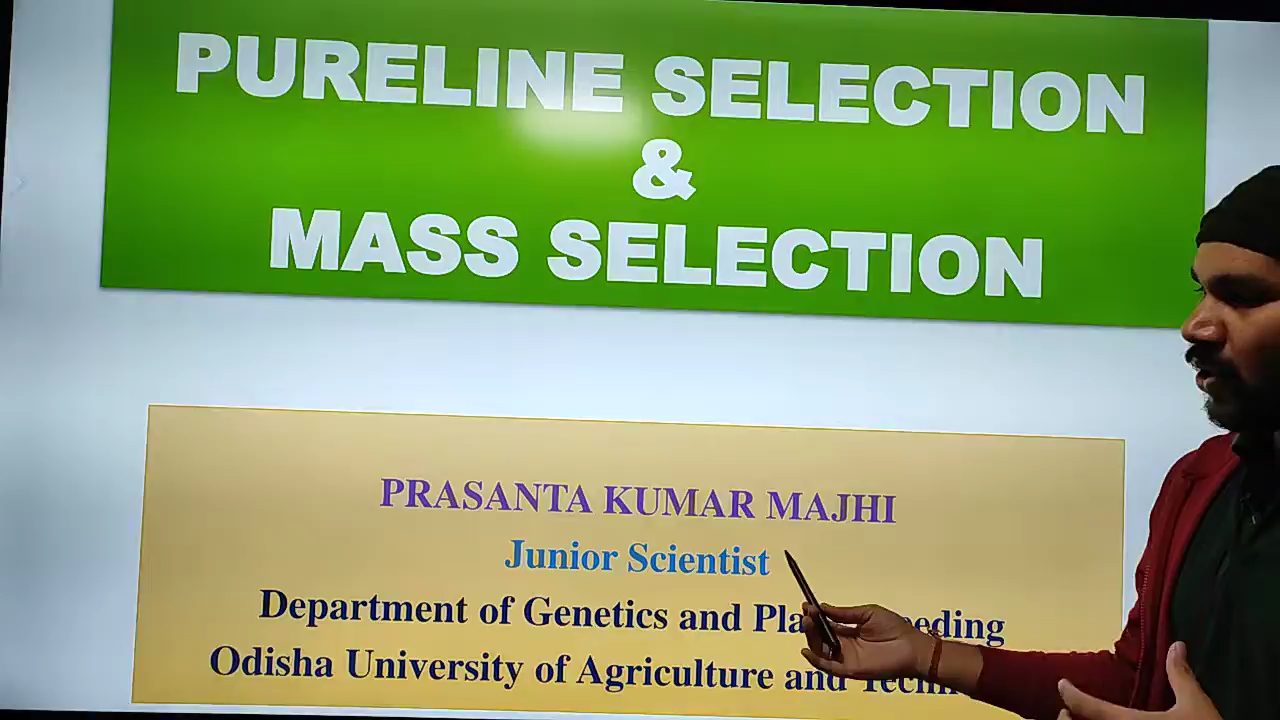 PURELINE SELECTION
&
MASS SELECTION
PRASANTA KUMAR MAJHI
Junior Scientist
Department of Genetics and
Odisha University of Agriculture and